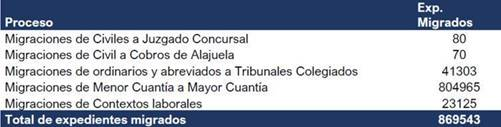 Proceso Exp. Migrados
Migraciones de Civiles a Juzgado Concursal 80
Migraciones de Civil a Cobros de Alajuela 70
Migraciones de ordinarios y abreviados a Tribunales Colegiados 41303
Migraciones de Menor Cuantía a Mayor Cuantía 804965
Migraciones de Contextos laborales 23125
Total de expedientes migrados 869543